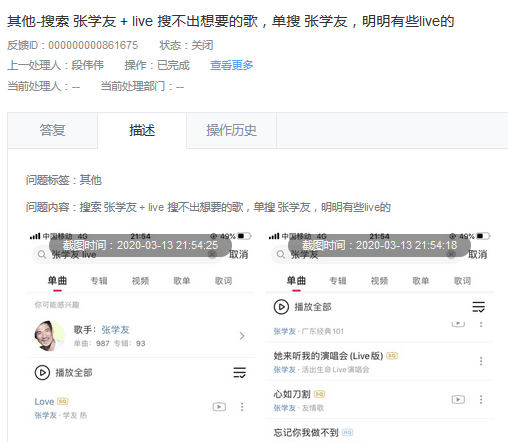 其他-搜索 张学友 + live 搜不出想要的歌，单搜 张学友，明明有些live的
反馈ID：000000000861675 状态：关闭
上一处理人：段伟伟 操作：已完成 查看更多
当前处理人：-- 当前处理部门：--
答复 描述 操作历史
问题标签：其他
问题内容：搜索 张学友 + live 搜不出想要的歌，单搜 张学友，明明有些live的
中国移动 4G 21:54 49%
截图时间：2020-03-13 21:54:25
张学友 live 取消
单曲 专辑 视频 歌单 歌词
你可能感兴趣
歌手：张学友
单曲：987 专辑：93
播放全部
Love SQ
张学友 · 学友 热
中国移动 4G 21:54 49%
截图时间：2020-03-13 21:54:18
张学友 取消
单曲 专辑 视频 歌单 歌词
播放全部
张学友 · 广东经典101
她来听我的演唱会 (Live版) SQ
张学友 · 活出生命Live演唱会
心如刀割 SQ
张学友 · 友情歌
忘记你我做不到 HQ